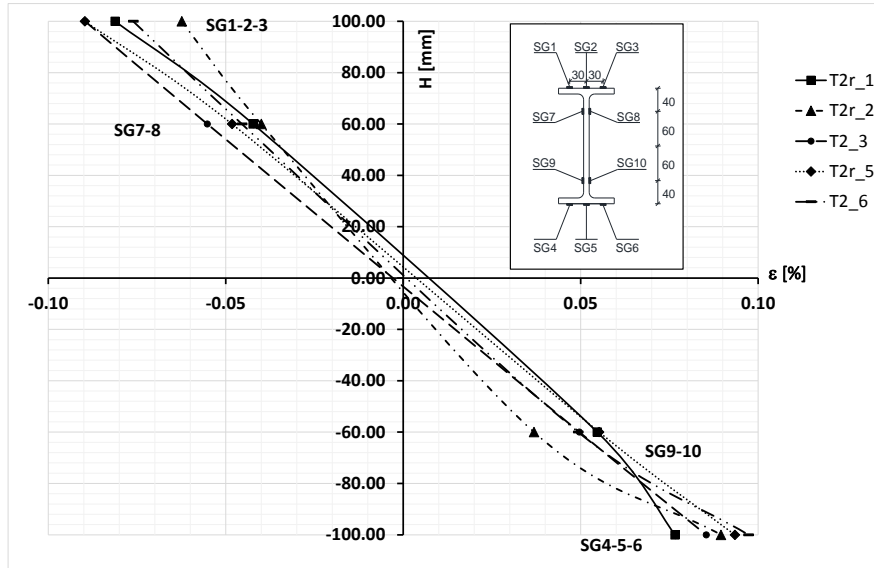 100.00
SG1-2-3
H [mm]
80.00
60.00
SG7-8
40.00
20.00
0.00
ε [%]
-0.10
-0.05
0.00
0.05
0.10
-20.00
-40.00
-60.00
SG9-10
-80.00
-100.00
SG4-5-6
SG1
SG2
SG3
30
30
40
SG7
SG8
60
SG9
SG10
60
40
SG4
SG5
SG6
T2r_1
T2r_2
T2_3
T2r_5
T2_6